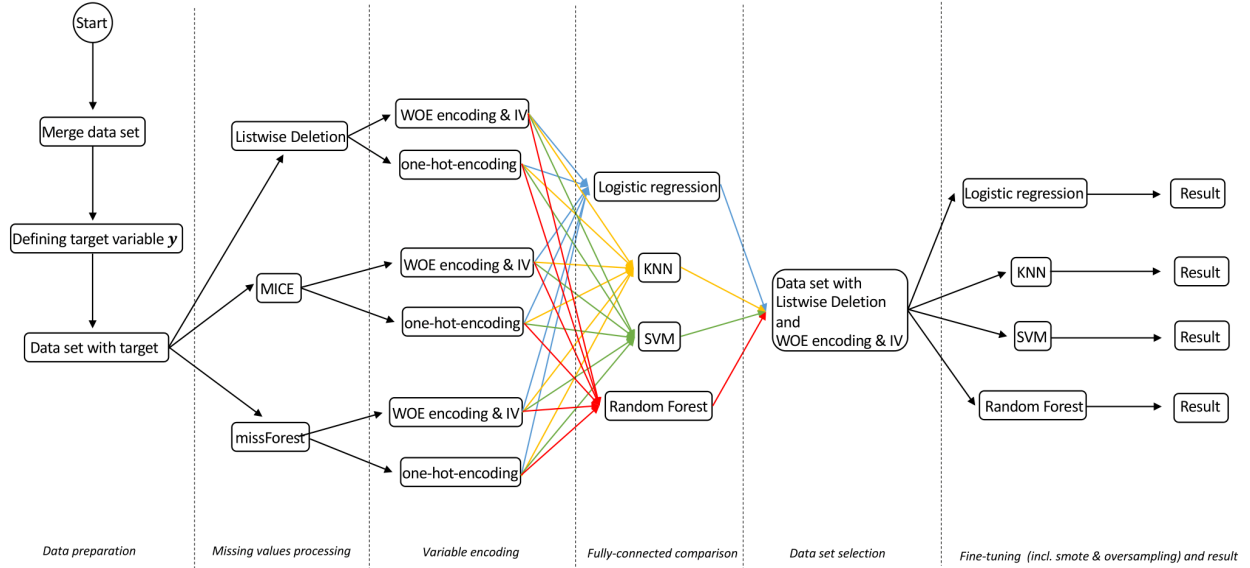 Start
Merge data set
Defining target variable y
Data set with target
Listwise Deletion
MICE
missForest
WOE encoding & IV
one-hot-encoding
WOE encoding & IV
one-hot-encoding
WOE encoding & IV
one-hot-encoding
Logistic regression
KNN
SVM
Random Forest
Data set with
Listwise Deletion
and
WOE encoding & IV
Logistic regression
Result
KNN
Result
SVM
Result
Random Forest
Result
Data preparation
Missing values processing
Variable encoding
Fully-connected comparison
Data set selection
Fine-tuning (incl. smote & oversampling) and result